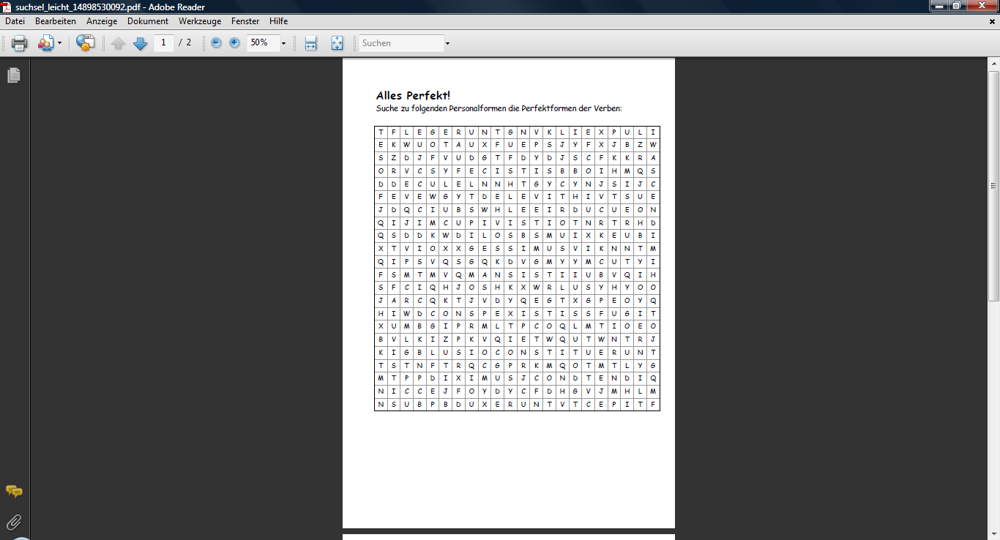 suchsel_leicht_14898530092.pdf - Adobe Reader
Datei Bearbeiten Anzeige Dokument Werkzeuge Fenster Hilfe
1 / 2 50% Suchen
Alles Perfekt!
Suche zu folgenden Personalformen die Perfektformen der Verben:
T F L E G E R U N T G N V K L I E X P U L I
E K W U O T A U X F U E P S J Y F X J B Z W
S Z D J F V U D G T F D Y D J S C F K K R A
O R V C S Y F E C I S T I S B B O I H M Q S
D D E C U L E L N N H T G Y C Y N J S I J C
F E V E W G Y T D E L E V I T H I V T S U E
J D Q C I U B S W H L E E I R D U C U E O N
Q I J I M C U P I V I S T I O T N R T R H D
Q S D D K W D I L O S B S M U I X K E U B I
X T V I O X X G E S S I M U S V I K N N T M
Q I P S V Q S G Q K D V G M Y Y M C U T Y I
F S M T M V Q M A N S I S T I I U B V Q I H
S F C I Q H J O S H K X W R L U S Y H Y O O
J A R C Q K T J V D Y Q E G T X G P E O Y Q
H I W D C O N S P E X I S T I S S F U G I T
X U M B G I P R M L T P C O Q L M T I O E O
B V L K I Z P K V Q I E T W Q U T W N T R J
K I G B L U S I O C O N S T I T U E R U N T
T S T N F T R Q C G P R K M Q O T M T L Y G
M T P P D I X I M U S J C O N D T E N D I Q
N I C C E J F O Y D Y C F D H G V J M H L M
N S U B P B D U X E R U N T V T C E P I T F